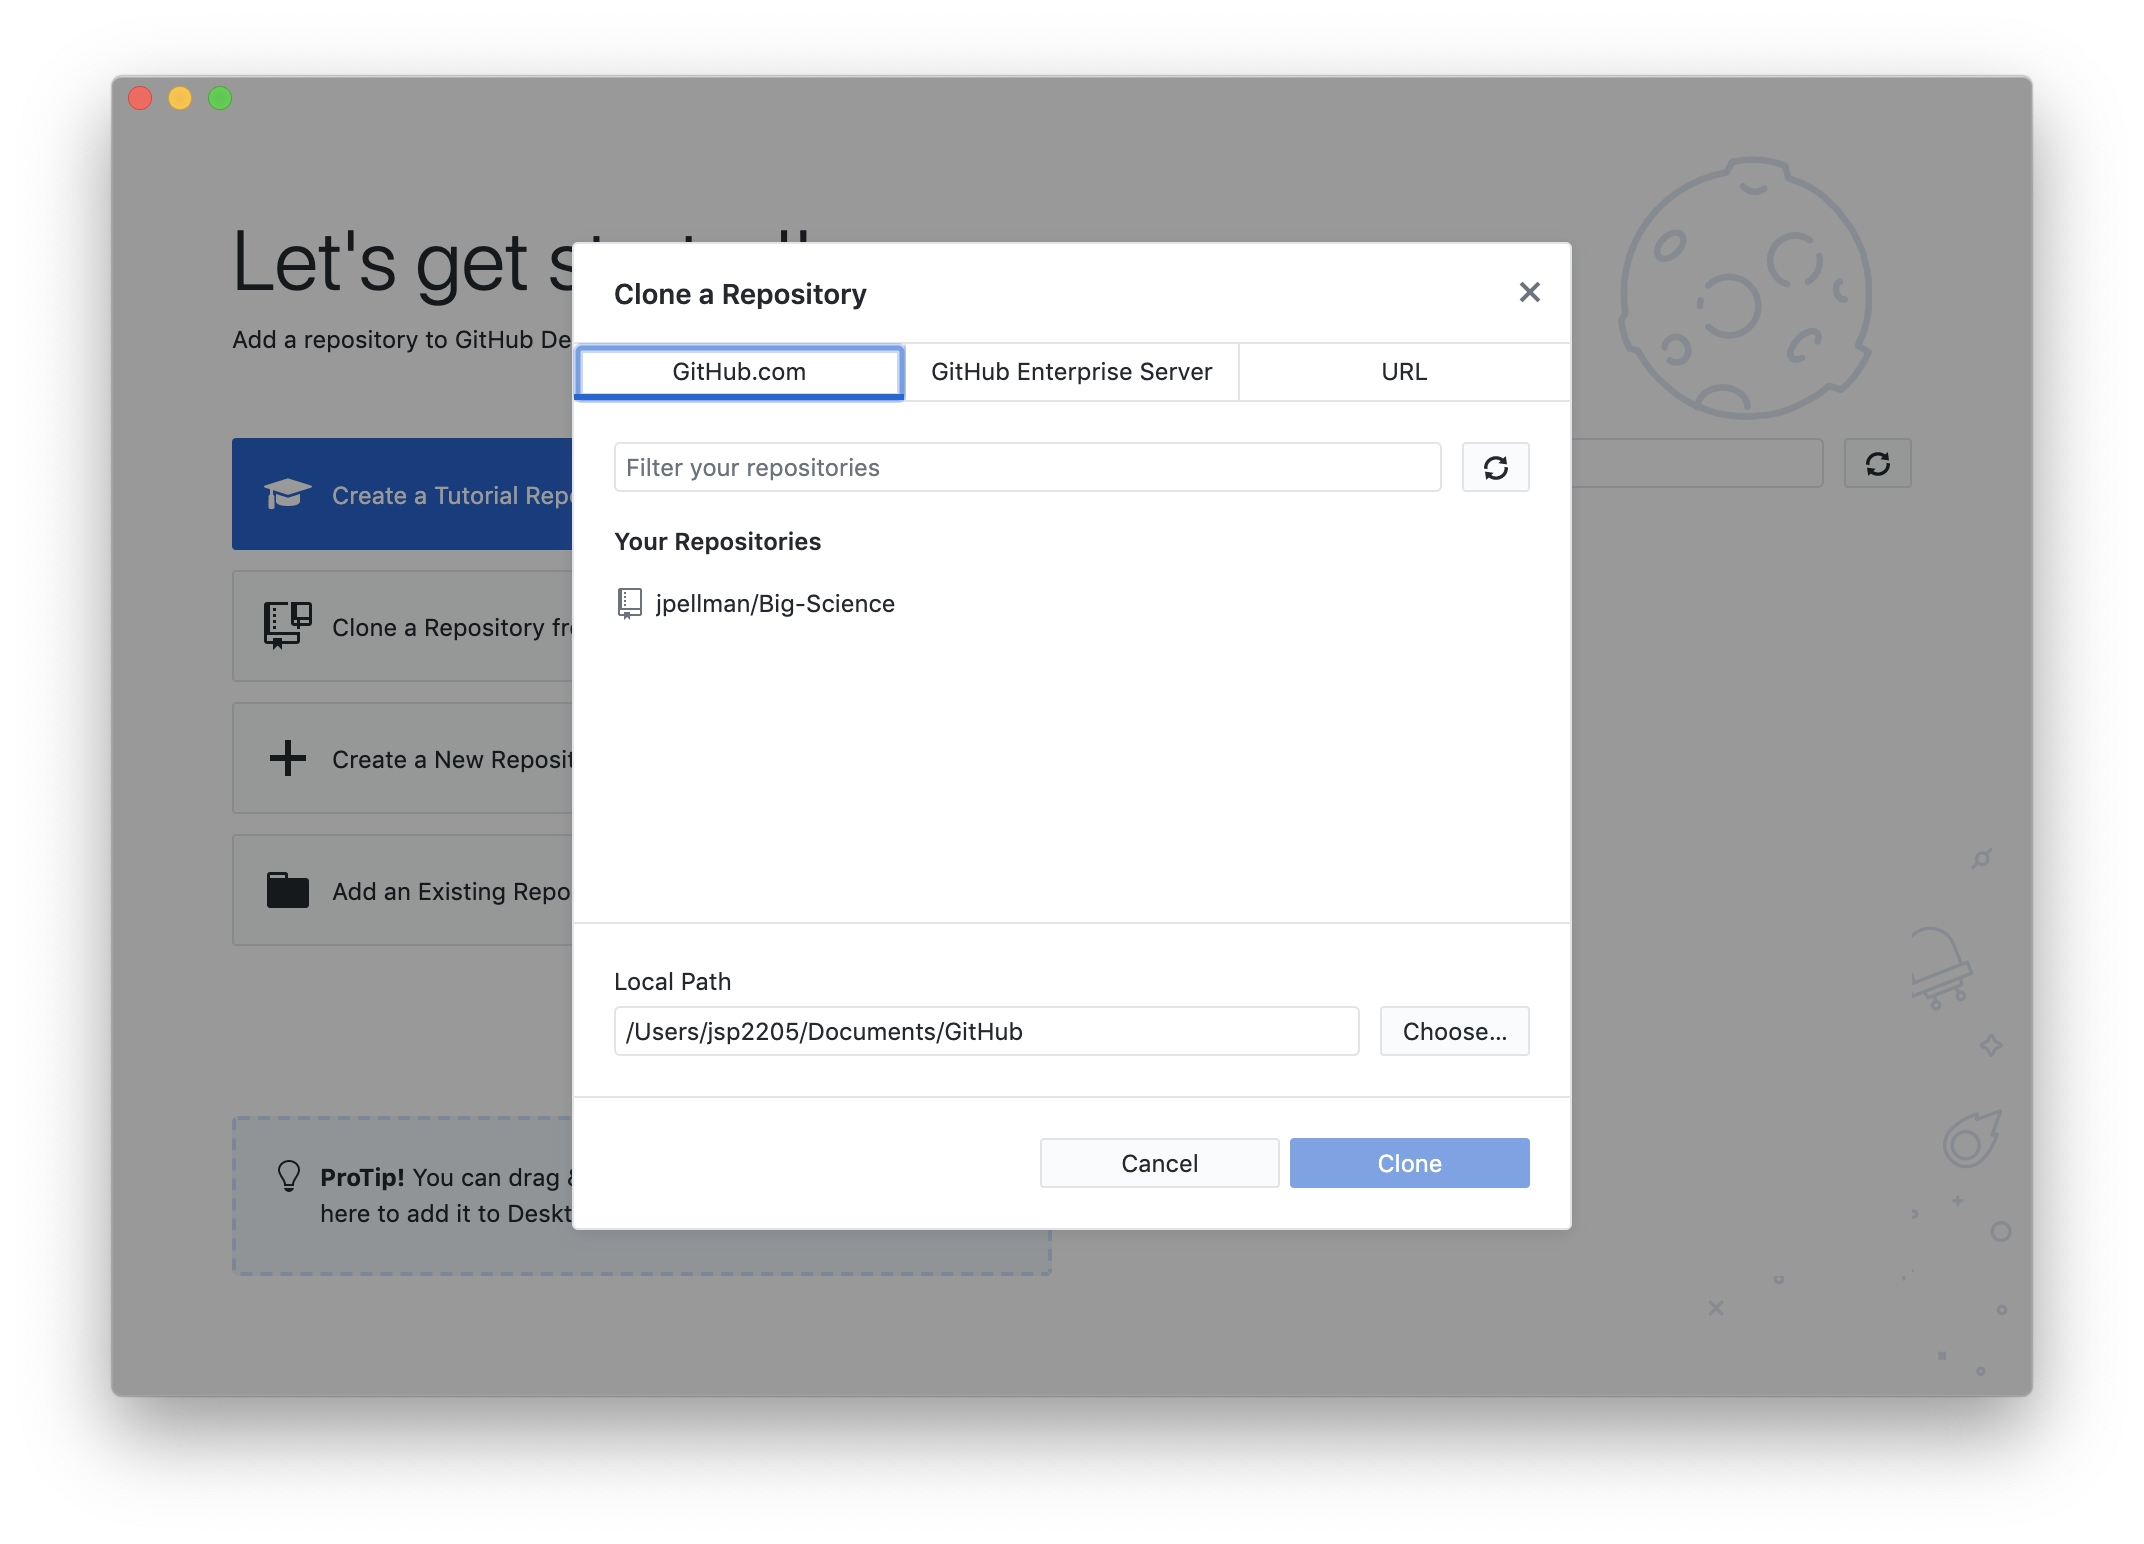 Let's get s
Add a repository to GitHub De
Create a Tutorial Rep
Clone a Repository fr
Create a New Reposit
Add an Existing Repo
ProTip! You can drag &
here to add it to Deskt
Clone a Repository
GitHub.com
GitHub Enterprise Server
URL
Filter your repositories
Your Repositories
jpellman/Big-Science
Local Path
/Users/jsp2205/Documents/GitHub
Choose...
Cancel
Clone